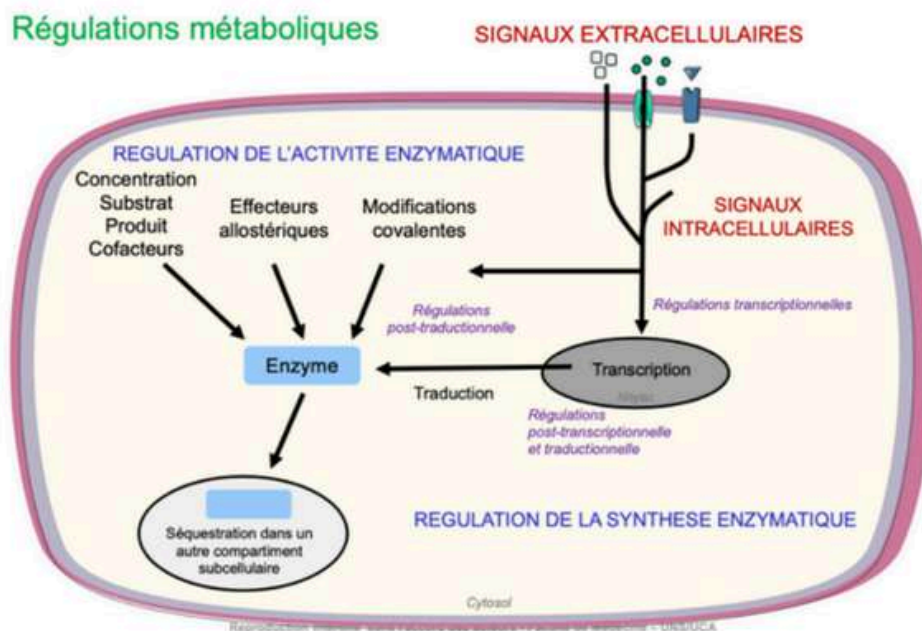 Régulations métaboliques
SIGNAUX EXTRACELLULAIRES
REGULATION DE L'ACTIVITE ENZYMATIQUE
Concentration
Substrat
Produit
Cofacteurs
Effecteurs
allostériques
Modifications
covalentes
SIGNAUX
INTRACELLULAIRES
Régulations transcriptionnelles
Régulations
post-traductionnelle
Enzyme
Transcription
Noyau
Traduction
Régulations
post-transcriptionnelle
et traductionnelle
Séquestration dans un
autre compartiment
subcellulaire
REGULATION DE LA SYNTHESE ENZYMATIQUE
Cytosol